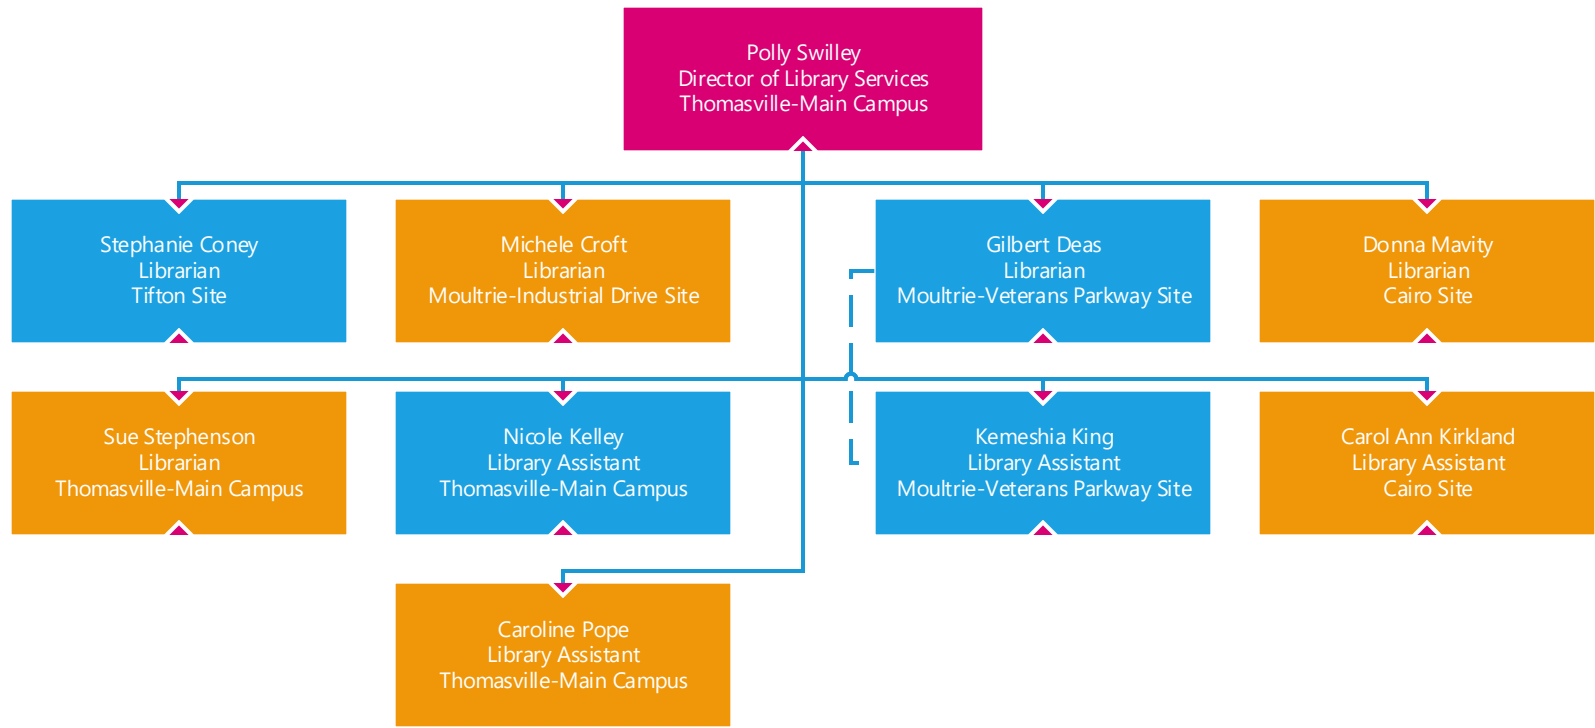 Polly Swilley
Director of Library Services
Thomasville-Main Campus
Stephanie Coney
Librarian
Tifton Site
Michele Croft
Librarian
Moultrie-Industrial Drive Site
Gilbert Deas
Librarian
Moultrie-Veterans Parkway Site
Donna Mavity
Librarian
Cairo Site
Sue Stephenson
Librarian
Thomasville-Main Campus
Nicole Kelley
Library Assistant
Thomasville-Main Campus
Kemeshia King
Library Assistant
Moultrie-Veterans Parkway Site
Carol Ann Kirkland
Library Assistant
Cairo Site
Caroline Pope
Library Assistant
Thomasville-Main Campus